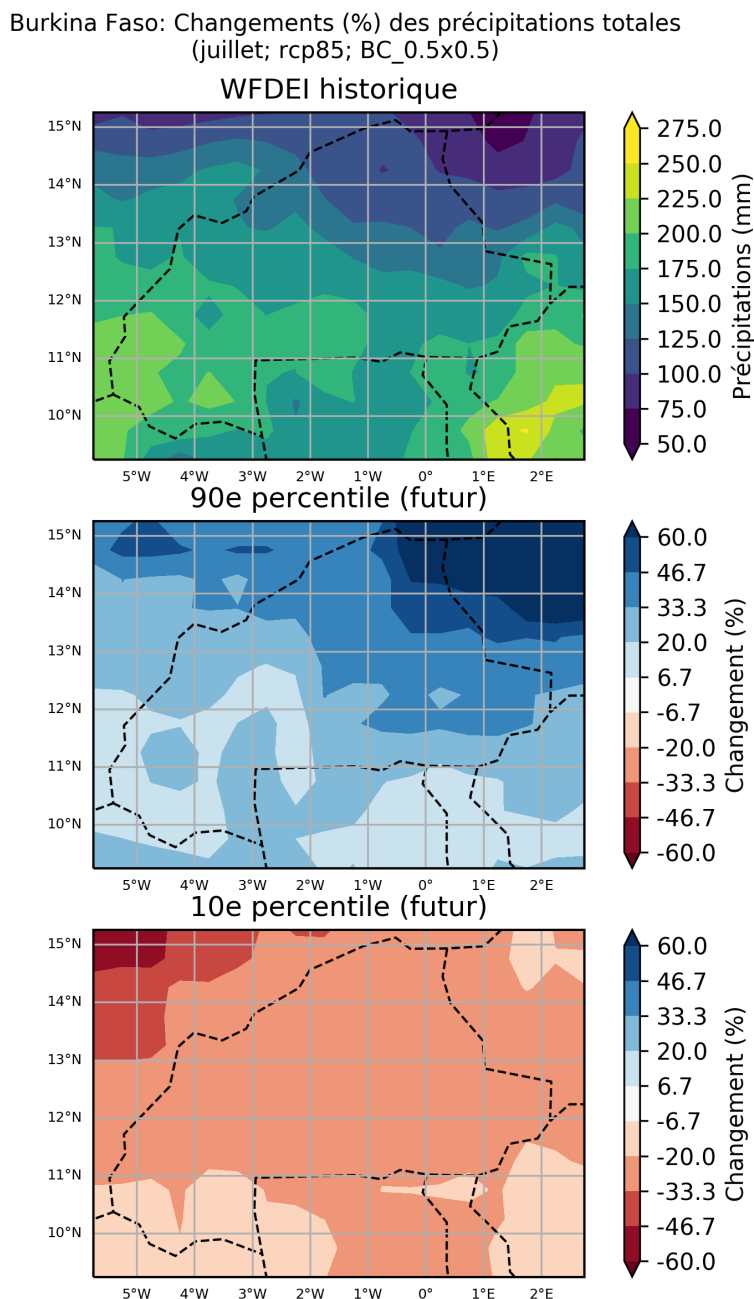 Burkina Faso: Changements (%) des précipitations totales
(juillet; rcp85; BC_0.5x0.5)
WFDEI historique
15°N
14°N
13°N
12°N
11°N
10°N
5°W 4°W 3°W 2°W 1°W 0° 1°E 2°E
275.0
250.0
225.0
200.0
175.0
150.0
125.0
100.0
75.0
50.0
Précipitations (mm)
90e percentile (futur)
15°N
14°N
13°N
12°N
11°N
10°N
5°W 4°W 3°W 2°W 1°W 0° 1°E 2°E
60.0
46.7
33.3
20.0
6.7
-6.7
-20.0
-33.3
-46.7
-60.0
Changement (%)
10e percentile (futur)
15°N
14°N
13°N
12°N
11°N
10°N
5°W 4°W 3°W 2°W 1°W 0° 1°E 2°E
60.0
46.7
33.3
20.0
6.7
-6.7
-20.0
-33.3
-46.7
-60.0
Changement (%)